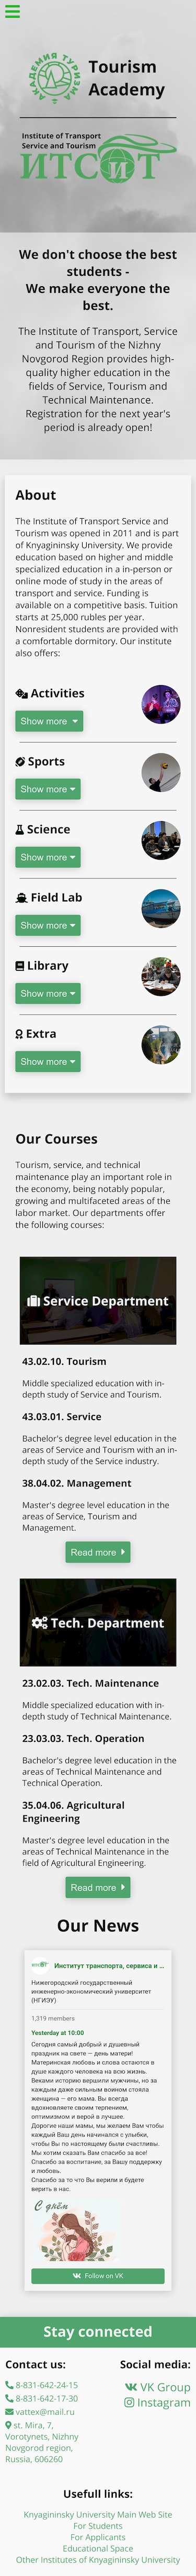 Tourism
Academy
Institute of Transport
Service and Tourism
ИТСИТ
We don't choose the best
students -
We make everyone the
best.
The Institute of Transport, Service
and Tourism of the Nizhny
Novgorod Region provides high-
quality higher education in the
fields of Service, Tourism and
Technical Maintenance.
Registration for the next year's
period is already open!
About
The Institute of Transport Service and
Tourism was opened in 2011 and is part
of Knyagininsky University. We provide
education based on higher and middle
specialized education in a in-person or
online mode of study in the areas of
transport and service. Funding is
available on a competitive basis. Tuition
starts at 25,000 rubles per year.
Nonresident students are provided with
a comfortable dormitory. Our institute
also offers:
Activities
Show more
Sports
Show more
Science
Show more
Field Lab
Show more
Library
Show more
Extra
Show more
Our Courses
Tourism, service, and technical
maintenance play an important role in
the economy, being notably popular,
growing and multifaceted areas of the
labor market. Our departments offer
the following courses:
Service Department
43.02.10. Tourism
Middle specialized education with in-
depth study of Service and Tourism.
43.03.01. Service
Bachelor's degree level education in the
areas of Service and Tourism with an in-
depth study of the Service industry.
38.04.02. Management
Master's degree level education in the
areas of Service, Tourism and
Management.
Read more
Tech. Department
23.02.03. Tech. Maintenance
Middle specialized education with in-
depth study of Technical Maintenance.
23.03.03. Tech. Operation
Bachelor's degree level education in the
areas of Technical Maintenance and
Technical Operation.
35.04.06. Agricultural
Engineering
Master's degree level education in the
areas of Technical Maintenance in the
field of Agricultural Engineering.
Read more
Our News
Институт транспорта, сервиса и ...
Нижегородский государственный
инженерно-экономический университет
(НГИЭУ)
1,319 members
Yesterday at 10:00
Сегодня самый добрый и душевный
праздник на свете — день матери!
Материнская любовь и слова остаются в
душе каждого человека на всю жизнь.
Веками историю вершили мужчины, но за
каждым даже сильным воином стояла
женщина — его мама. Вы всегда
вдохновляете своим терпением,
оптимизмом и верой в лучшее.
Дорогие наши мамы, мы желаем Вам чтобы
каждый Ваш день начинался с улыбки,
чтобы Вы по настоящему были счастливы.
Мы хотим сказать Вам спасибо за все!
Спасибо за воспитание, за Вашу поддержку
и любовь.
Спасибо за то что Вы верили и будете
верить в нас.
С днём
Follow on VK
Stay connected
Contact us:
8-831-642-24-15
8-831-642-17-30
vattex@mail.ru
st. Mira, 7,
Vorotynets, Nizhny
Novgorod region,
Russia, 606260
Social media:
VK Group
Instagram
Usefull links:
Knyagininsky University Main Web Site
For Students
For Applicants
Educational Space
Other Institutes of Knyagininsky University